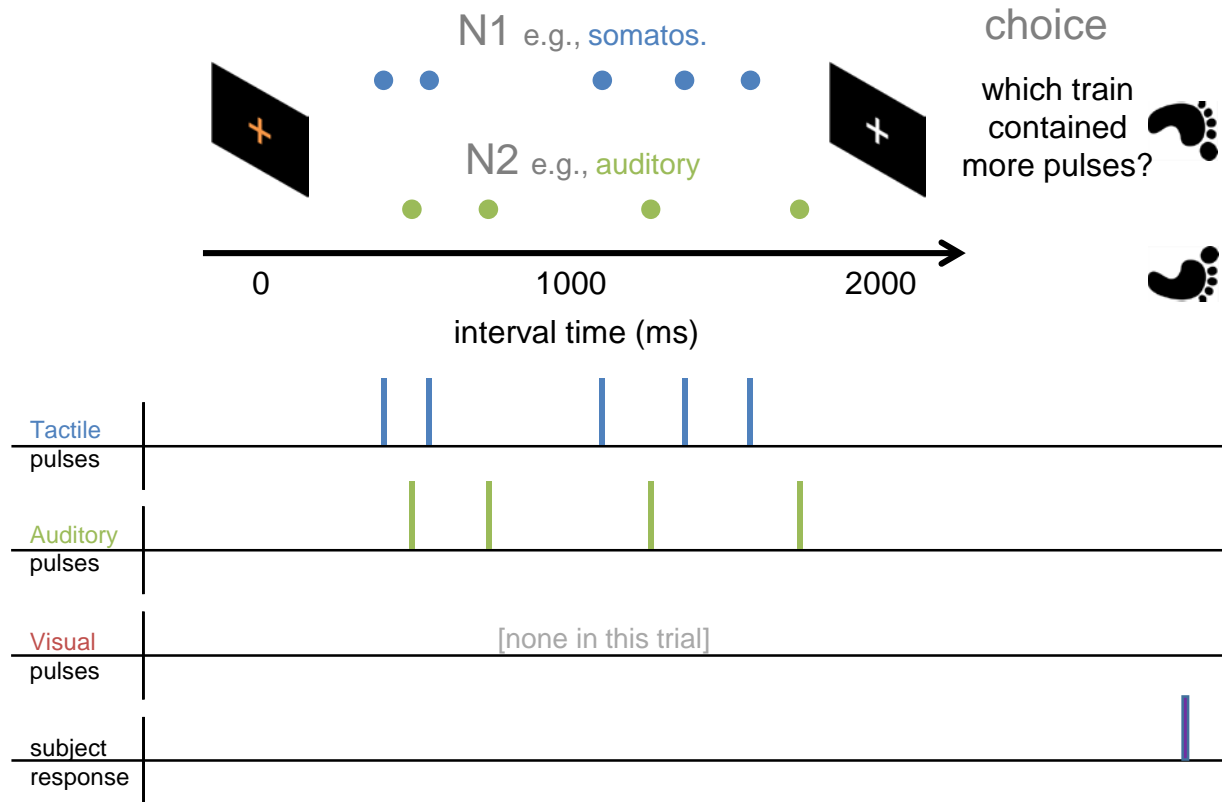 N1 e.g., somatos.
choice
which train
contained
more pulses?
N2 e.g., auditory
0 1000 2000
interval time (ms)
Tactile
pulses
Auditory
pulses
Visual
[none in this trial]
pulses
subject
response